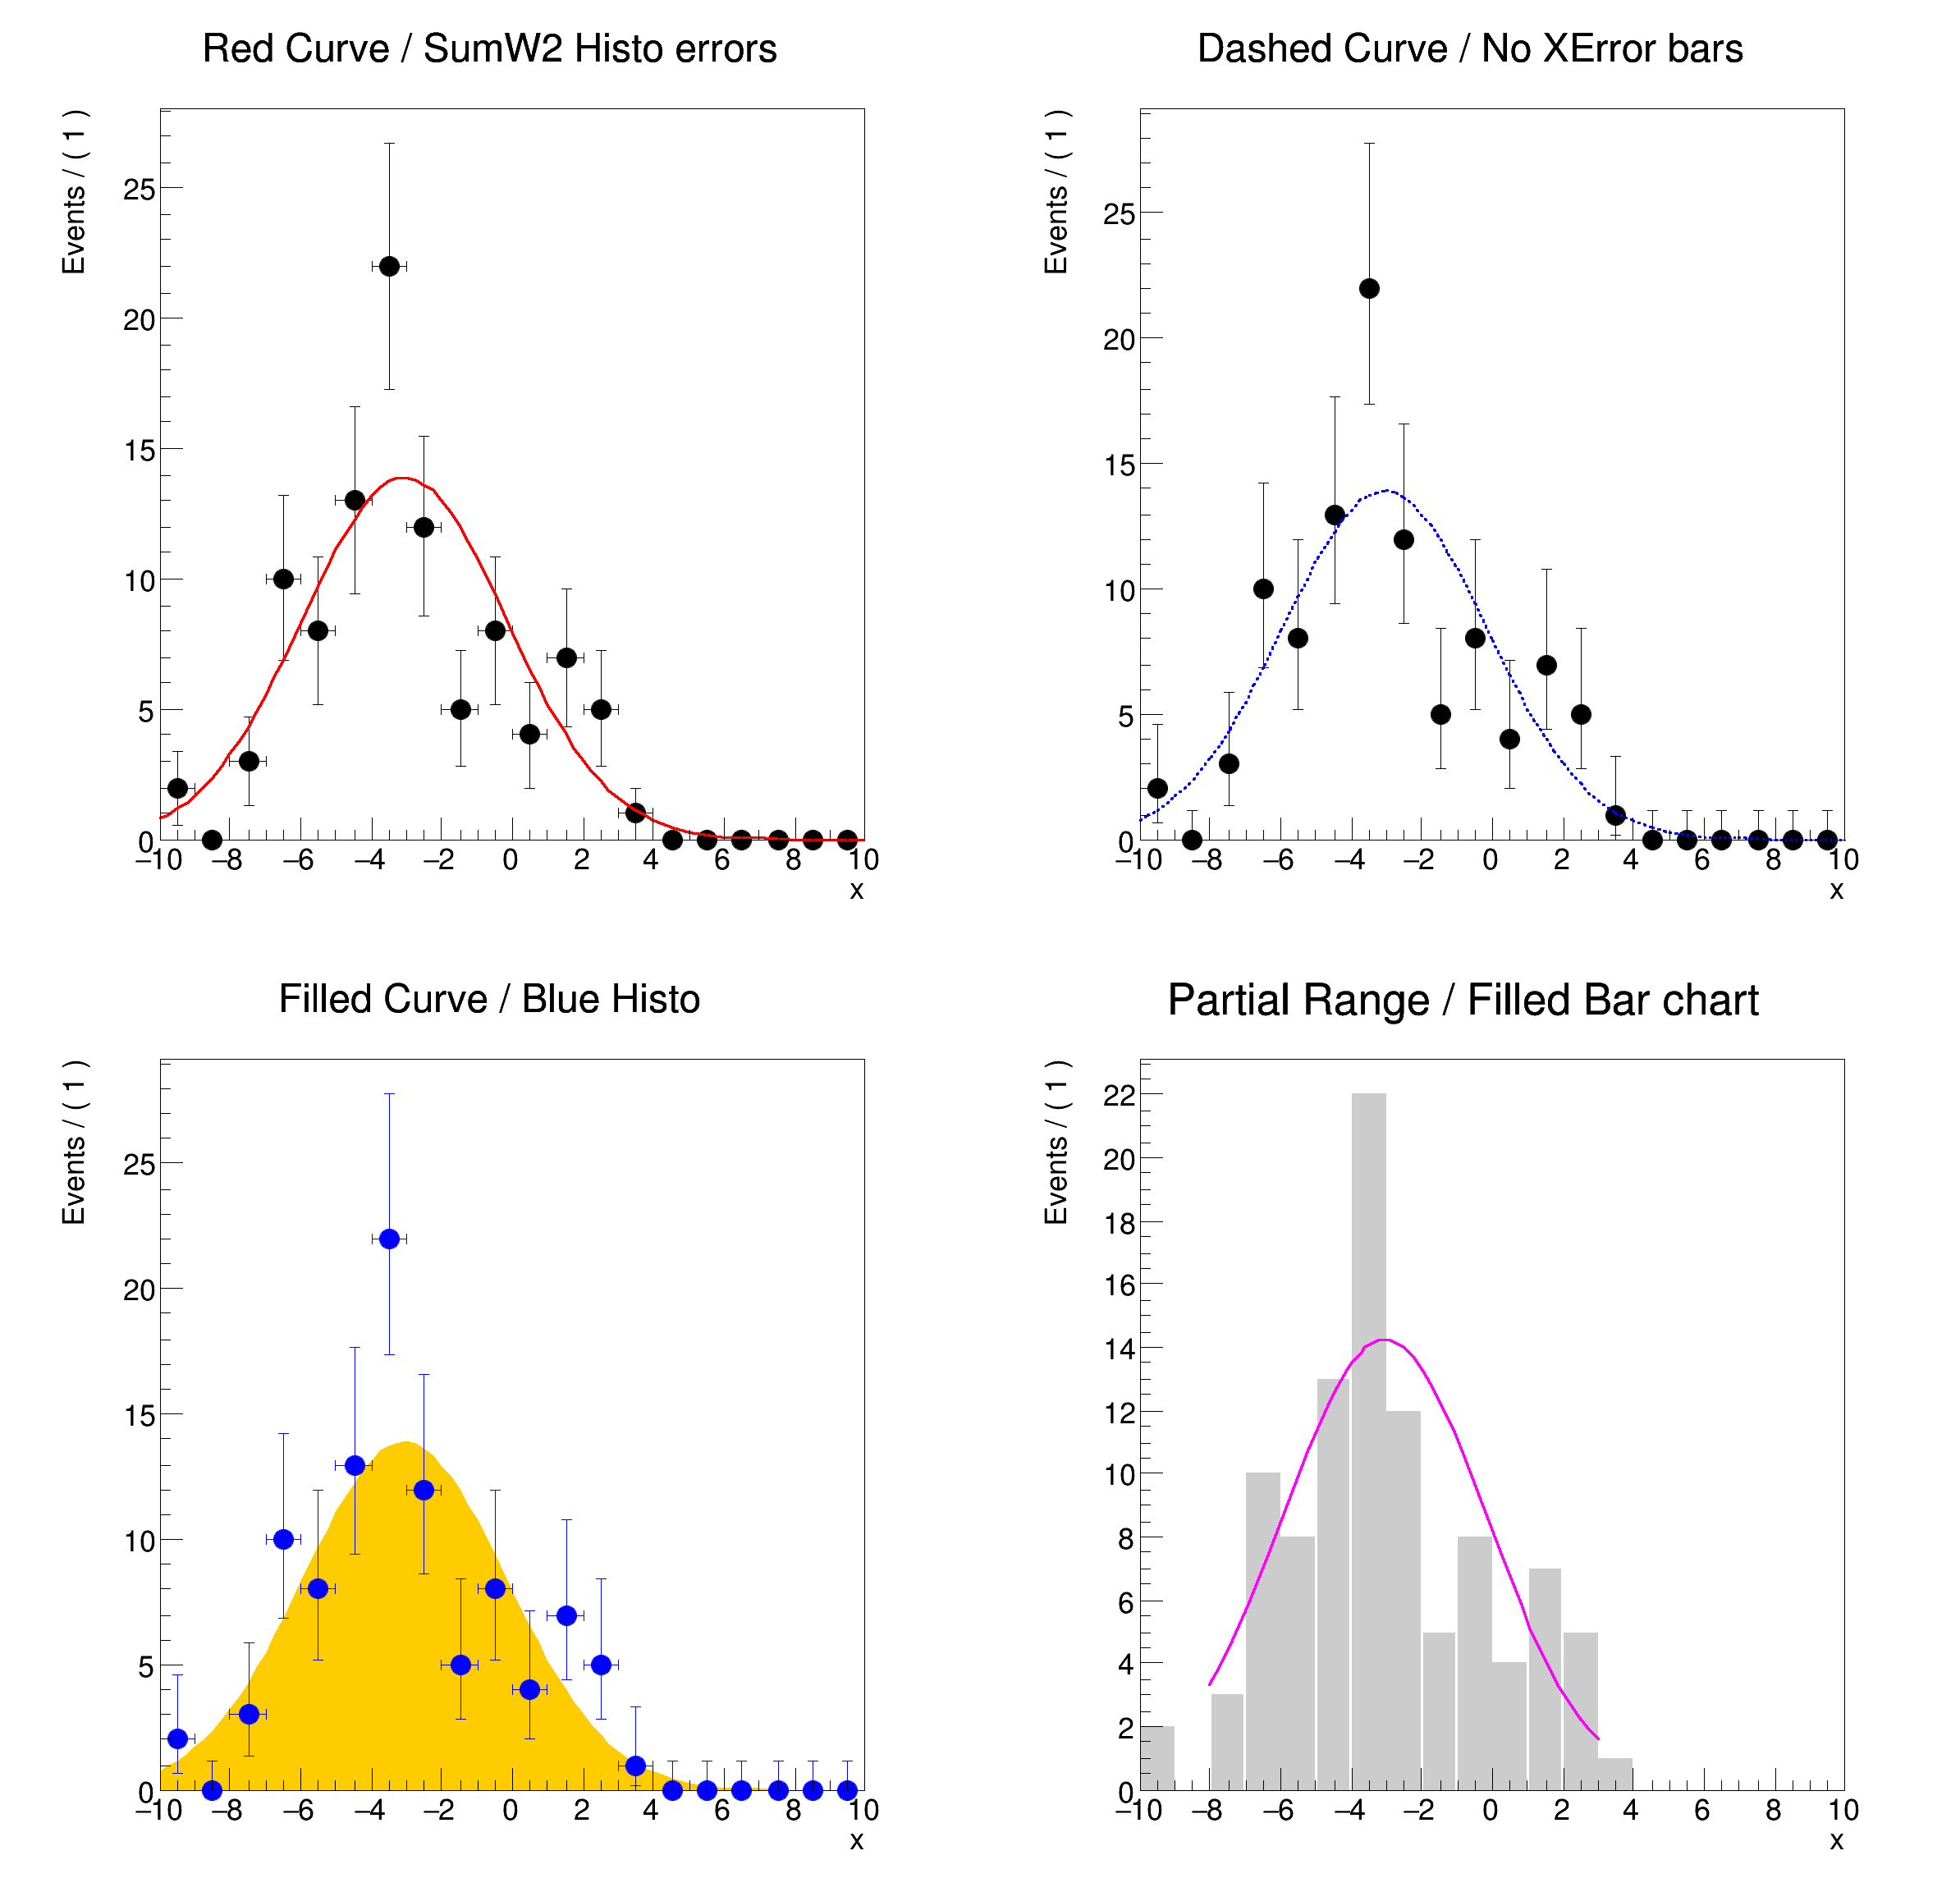 Red Curve / SumW2 Histo errors
Events / ( 1 )
25
20
15
10
5
0
−10 −8 −6 −4 −2 0 2 4 6 8 10
x
Dashed Curve / No XError bars
Events / ( 1 )
25
20
15
10
5
0
−10 −8 −6 −4 −2 0 2 4 6 8 10
x
Filled Curve / Blue Histo
Events / ( 1 )
25
20
15
10
5
0
−10 −8 −6 −4 −2 0 2 4 6 8 10
x
Partial Range / Filled Bar chart
Events / ( 1 )
22
20
18
16
14
12
10
8
6
4
2
0
−10 −8 −6 −4 −2 0 2 4 6 8 10
x